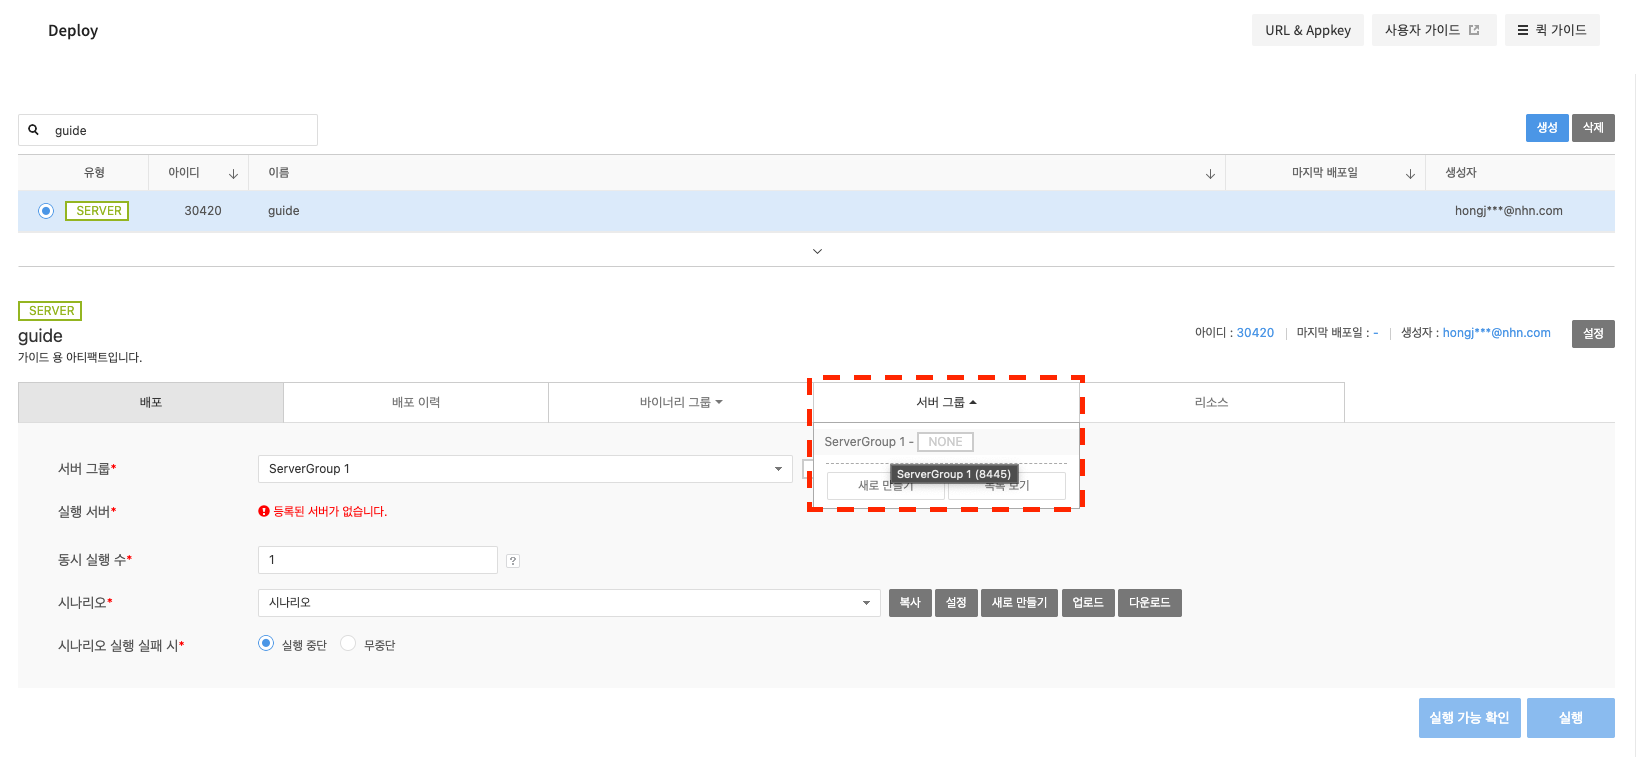 Deploy
URL & Appkey
사용자 가이드
퀵 가이드
guide
생성
삭제
유형
아이디
이름
마지막 배포일
생성자
SERVER
30420
guide
hongj***@nhn.com
SERVER
guide
가이드 용 아티팩트입니다.
아이디 : 30420
마지막 배포일 : -
생성자 : hongj***@nhn.com
설정
배포
배포 이력
바이너리 그룹
서버 그룹
리소스
ServerGroup 1 - NONE
ServerGroup 1 (8445)
새로 만들기
목록 보기
서버 그룹*
ServerGroup 1
실행 서버*
등록된 서버가 없습니다.
동시 실행 수*
1
?
시나리오*
시나리오
복사
설정
새로 만들기
업로드
다운로드
시나리오 실행 실패 시*
실행 중단
무중단
실행 가능 확인
실행